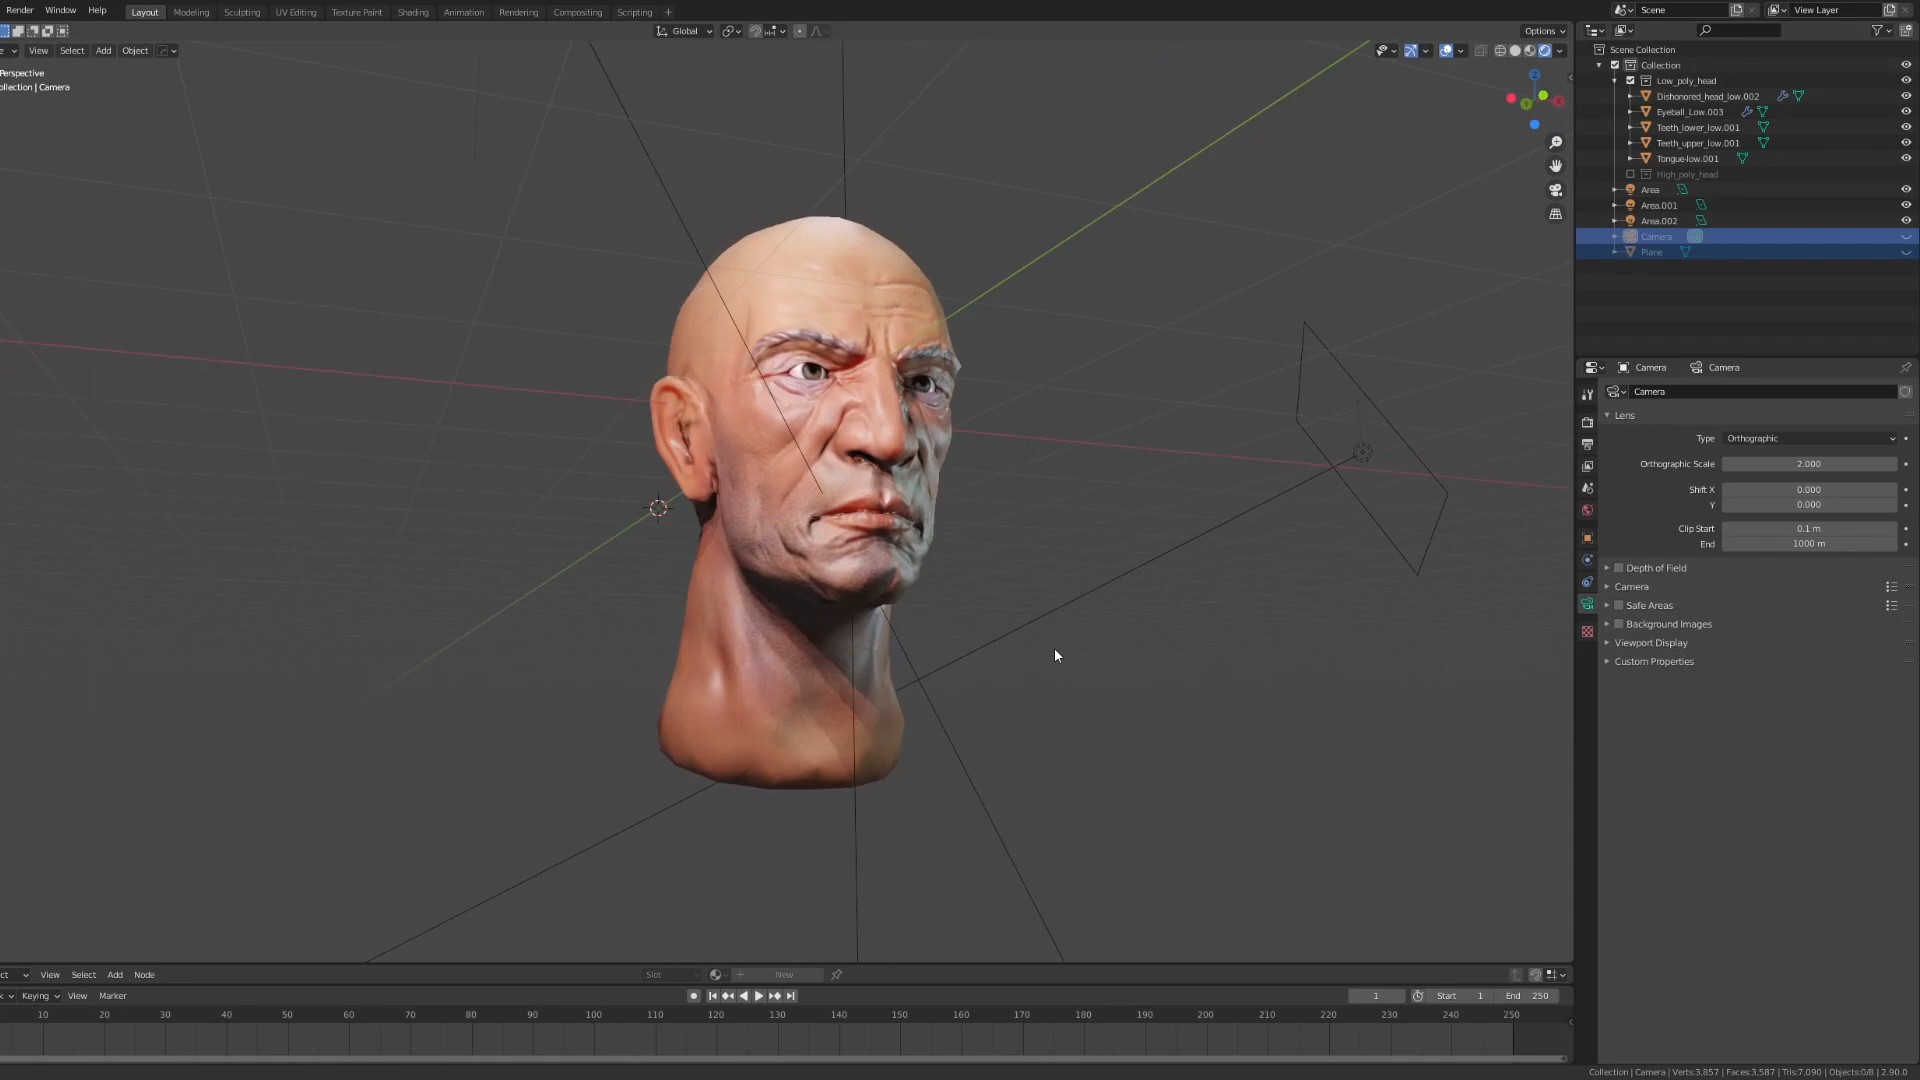 Render Window Help Layout Modeling Sculpting UV Editing Texture Paint Shading Animation Rendering Compositing Scripting + Scene View Layer
Global Options
View Select Add Object
Perspective
ollection | Camera
Scene Collection
Collection
Low_poly_head
Dishonored_head_low.002
Eyeball_Low.003
Teeth_lower_low.001
Teeth_upper_low.001
Tongue-low.001
High_poly_head
Area
Area.001
Area.002
Camera
Plane
Z
X
Y
Camera Camera
Camera
Lens
Type Orthographic
Orthographic Scale 2.000
Shift X 0.000
Y 0.000
Clip Start 0.1 m
End 1000 m
Depth of Field
Camera
Safe Areas
Background Images
Viewport Display
Custom Properties
ct View Select Add Node Slot New
Keying View Marker 1 Start 1 End 250
10 20 30 40 50 60 70 80 90 100 110 120 130 140 150 160 170 180 190 200 210 220 230 240 250
Collection | Camera | Verts:3,857 | Faces:3,587 | Tris:7,090 | Objects:0/8 | 2.90.0